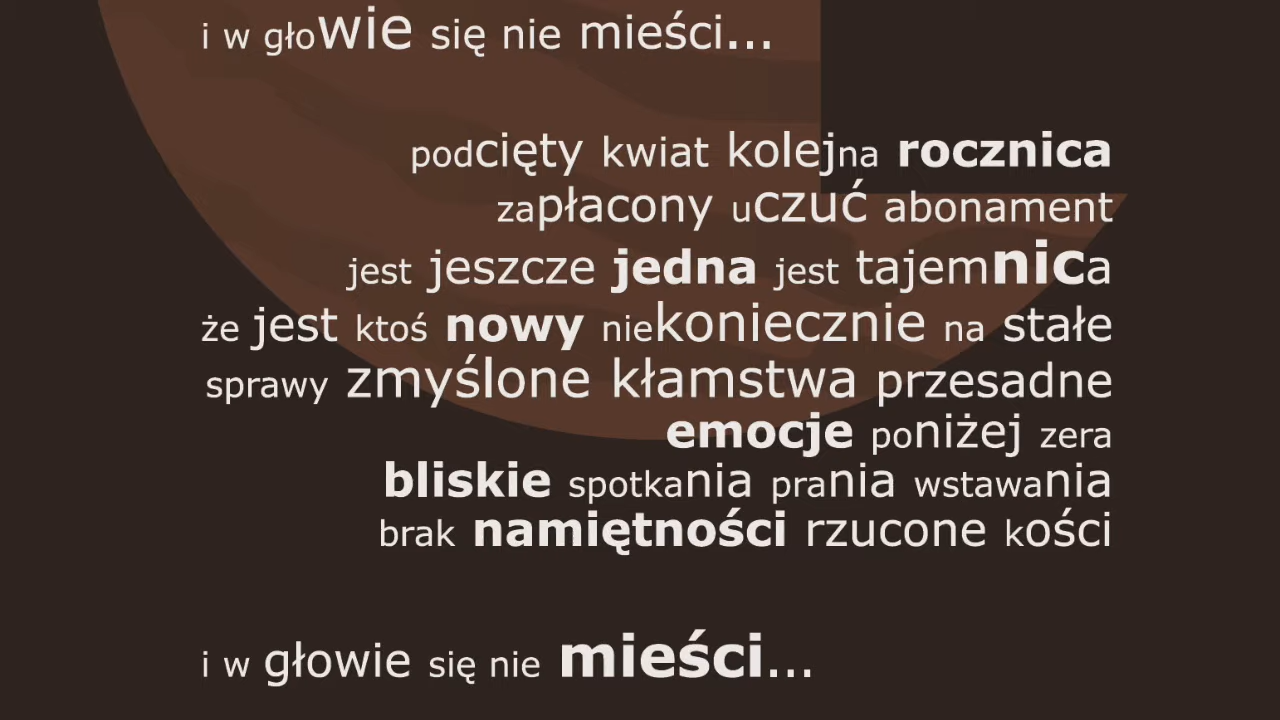 i w głowie się nie mieści...
podcięty kwiat kolejna rocznica
zapłacony uczuć abonament
jest jeszcze jedna jest tajemnica
że jest ktoś nowy niekoniecznie na stałe
sprawy zmyślone kłamstwa przesadne
emocje poniżej zera
bliskie spotkania prania wstawania
brak namiętności rzucone kości
i w głowie się nie mieści...